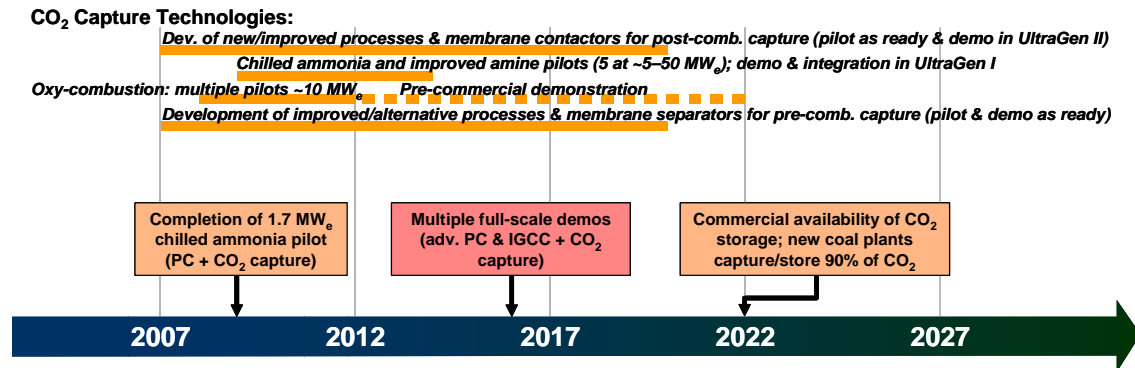 CO2 Capture Technologies:
Dev. of new/improved processes & membrane contactors for post-comb. capture (pilot as ready & demo in UltraGen II)
Chilled ammonia and improved amine pilots (5 at ~5–50 MWe); demo & integration in UltraGen I
Oxy-combustion: multiple pilots ~10 MWe Pre-commercial demonstration
Development of improved/alternative processes & membrane separators for pre-comb. capture (pilot & demo as ready)
Completion of 1.7 MWe
chilled ammonia pilot
(PC + CO2 capture)
Multiple full-scale demos
(adv. PC & IGCC + CO2
capture)
Commercial availability of CO2
storage; new coal plants
capture/store 90% of CO2
2007 2012 2017 2022 2027